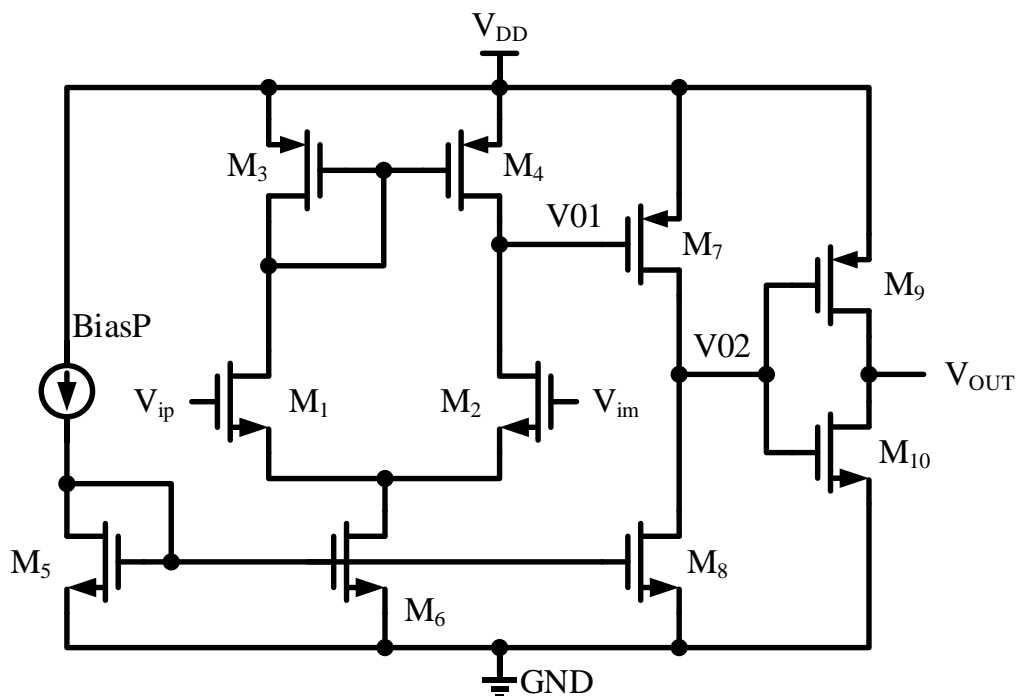 V_DD
M_3
M_4
V01
M_7
M_9
BiasP
V02
V_OUT
V_ip
M_1
M_2
V_im
M_10
M_5
M_6
M_8
GND